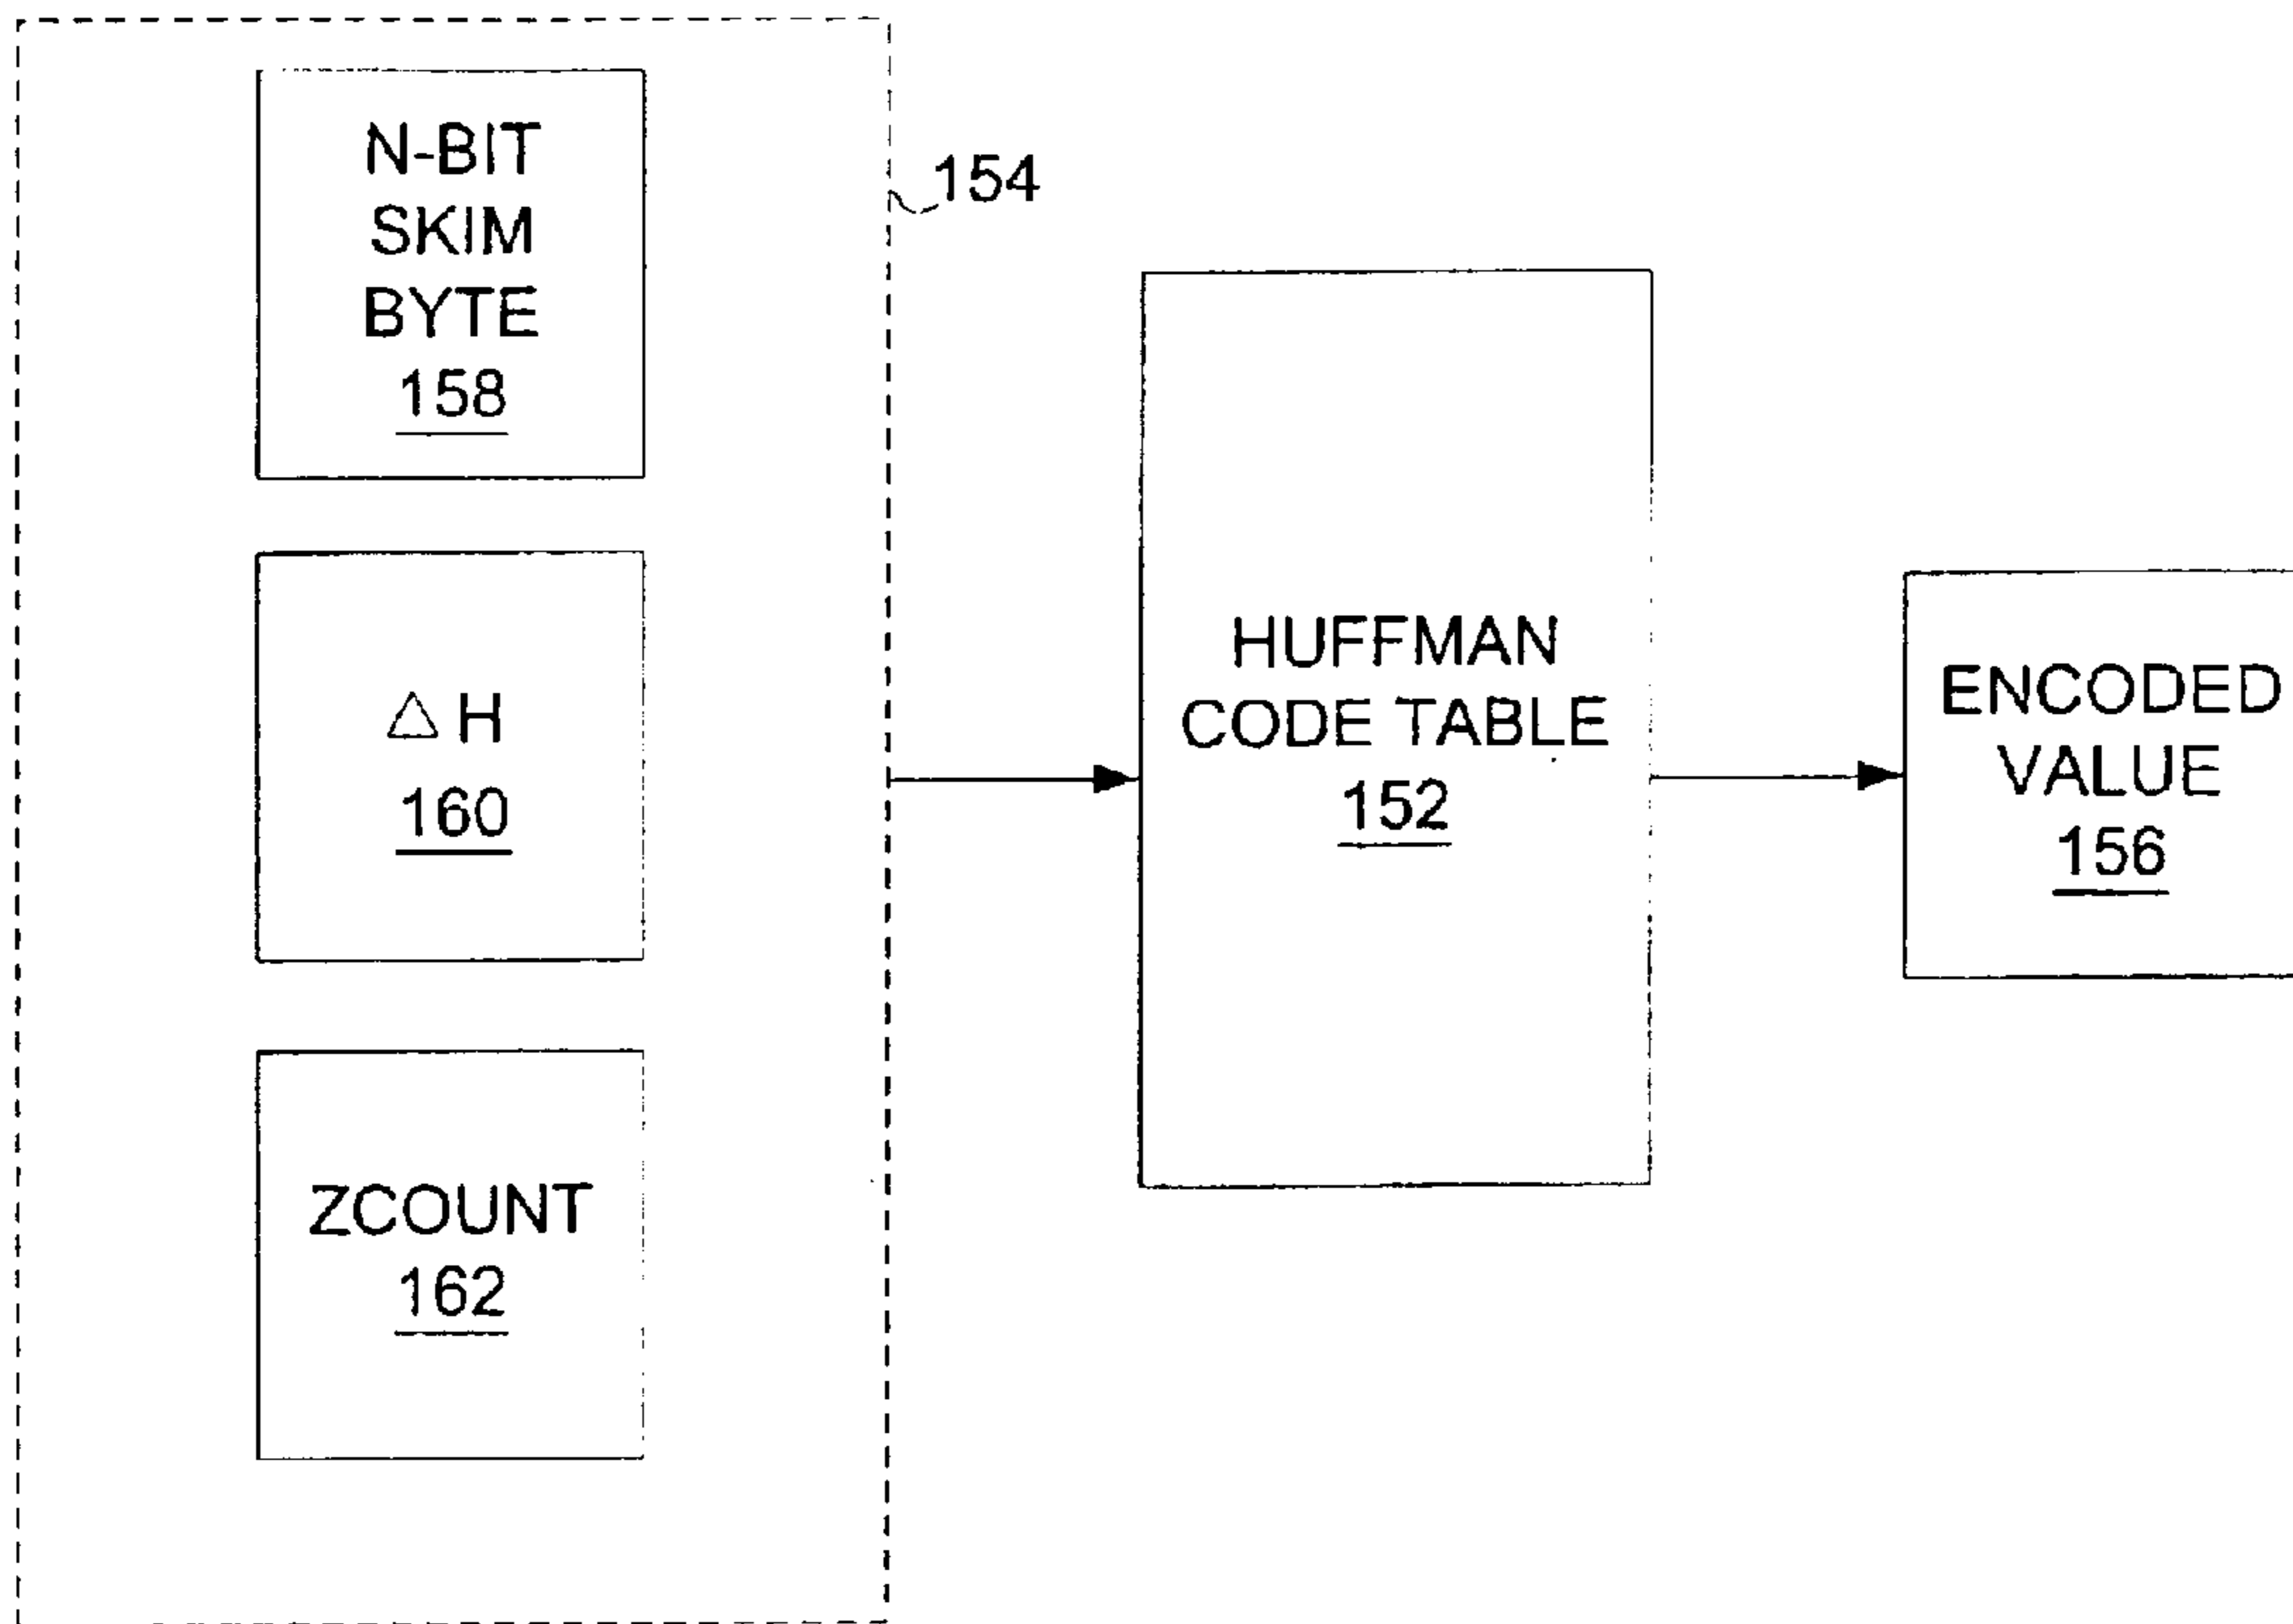 N-BIT
SKIM
BYTE
158
154
△ H
160
HUFFMAN
CODE TABLE
152
ENCODED
VALUE
156
ZCOUNT
162